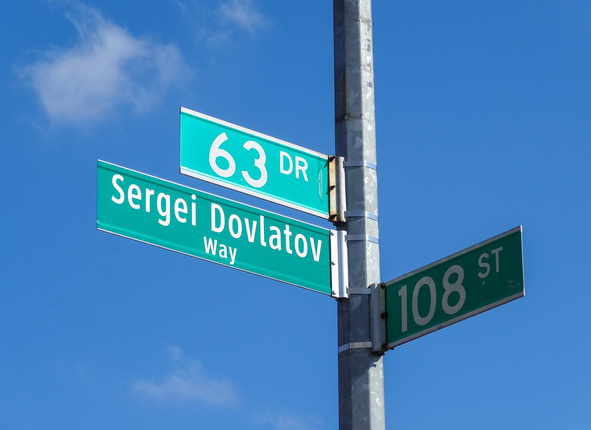 63 DR
Sergei Dovlatov
Way
108 ST